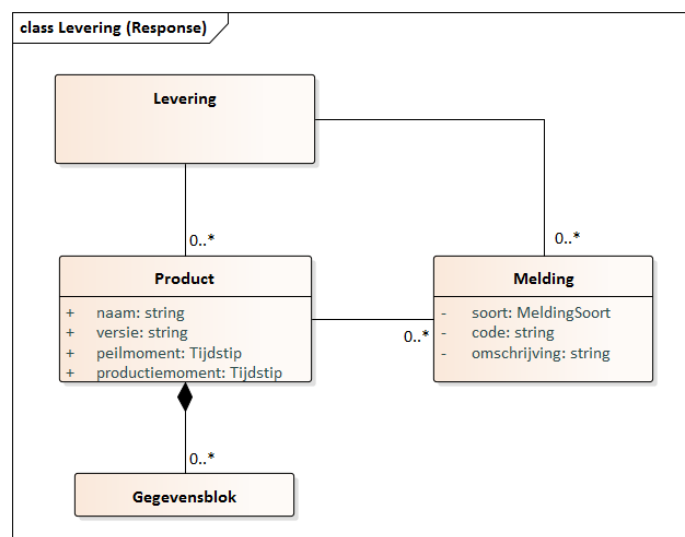 class Levering (Response)
Levering
0..*
0..*
Product
+ naam: string
+ versie: string
+ peilmoment: Tijdstip
+ productiemoment: Tijdstip
Melding
- soort: MeldingSoort
- code: string
- omschrijving: string
0..*
0..*
Gegevensblok